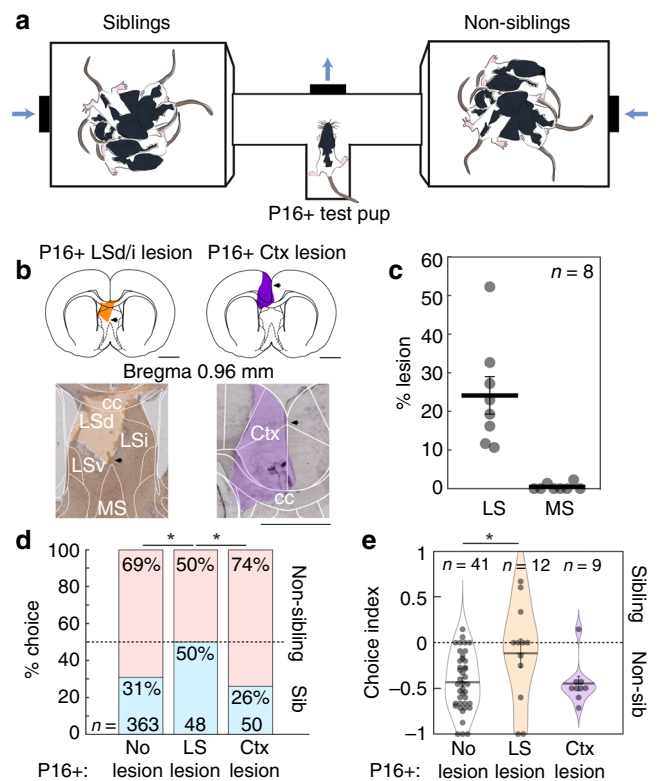 a
Siblings
Non-siblings
P16+ test pup
b
P16+ LSd/i lesion
P16+ Ctx lesion
Bregma 0.96 mm
cc
LSd
LSi
LSv
MS
Ctx
cc
c
n = 8
% lesion
60
50
40
30
20
10
0
LS
MS
d
% choice
100
80
60
40
20
0
*
*
69%
50%
74%
50%
31%
26%
n =
363
48
50
Non-sibling
Sib
No lesion
LS lesion
Ctx lesion
P16+:
e
Choice index
1
0.5
0
−0.5
−1
*
n = 41
n = 12
n = 9
Sibling
Non-sib
No lesion
LS lesion
Ctx lesion
P16+: